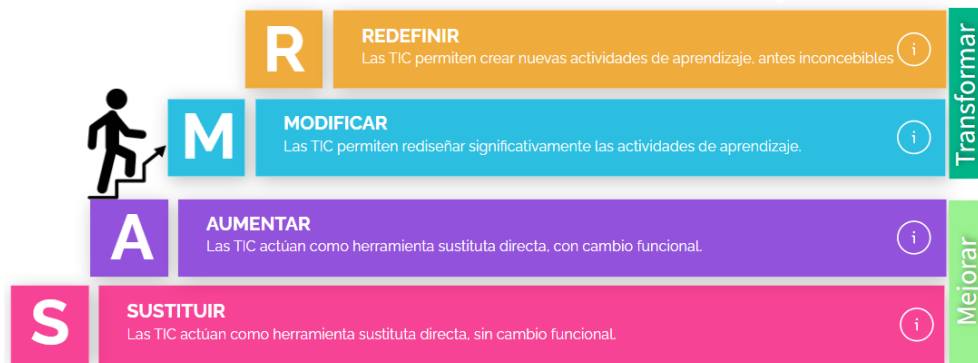 R
REDEFINIR
Las TIC permiten crear nuevas actividades de aprendizaje, antes inconcebibles
i
Transformar
M
MODIFICAR
Las TIC permiten rediseñar significativamente las actividades de aprendizaje.
i
A
AUMENTAR
Las TIC actúan como herramienta sustituta directa, con cambio funcional.
i
Mejorar
S
SUSTITUIR
Las TIC actúan como herramienta sustituta directa, sin cambio funcional.
i